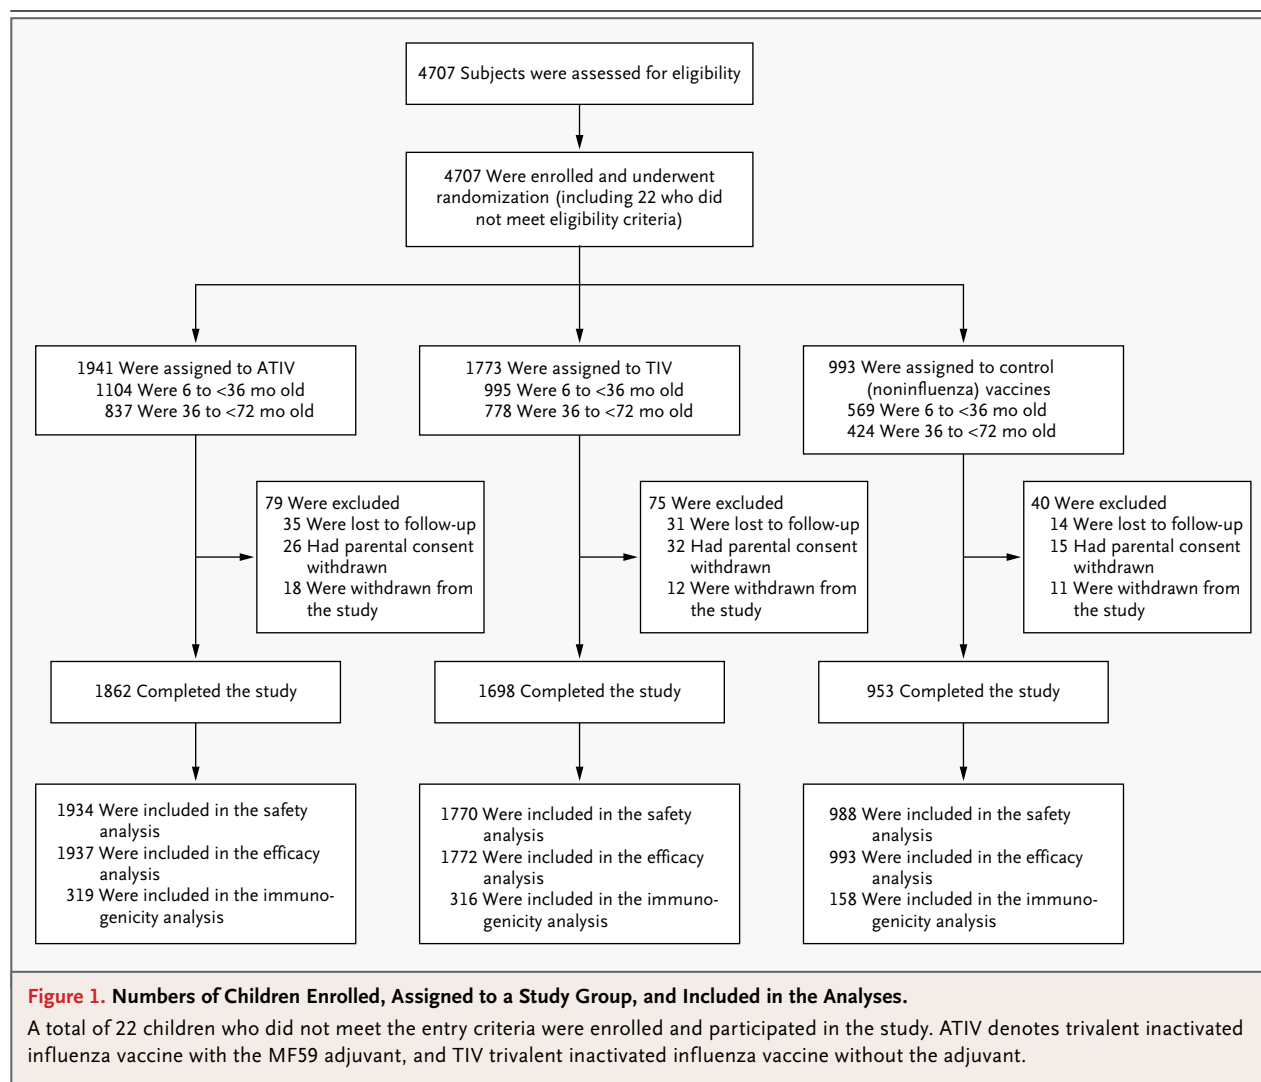 4707 Subjects were assessed for eligibility
4707 Were enrolled and underwent
randomization (including 22 who did
not meet eligibility criteria)
1941 Were assigned to ATIV
1104 Were 6 to <36 mo old
837 Were 36 to <72 mo old
1773 Were assigned to TIV
995 Were 6 to <36 mo old
778 Were 36 to <72 mo old
993 Were assigned to control
(noninfluenza) vaccines
569 Were 6 to <36 mo old
424 Were 36 to <72 mo old
79 Were excluded
35 Were lost to follow-up
26 Had parental consent
withdrawn
18 Were withdrawn from
the study
75 Were excluded
31 Were lost to follow-up
32 Had parental consent
withdrawn
12 Were withdrawn from
the study
40 Were excluded
14 Were lost to follow-up
15 Had parental consent
withdrawn
11 Were withdrawn from
the study
1862 Completed the study
1698 Completed the study
953 Completed the study
1934 Were included in the safety
analysis
1937 Were included in the efficacy
analysis
319 Were included in the immuno-
genicity analysis
1770 Were included in the safety
analysis
1772 Were included in the efficacy
analysis
316 Were included in the immuno-
genicity analysis
988 Were included in the safety
analysis
993 Were included in the efficacy
analysis
158 Were included in the immuno-
genicity analysis
Figure 1. Numbers of Children Enrolled, Assigned to a Study Group, and Included in the Analyses.
A total of 22 children who did not meet the entry criteria were enrolled and participated in the study. ATIV denotes trivalent inactivated
influenza vaccine with the MF59 adjuvant, and TIV trivalent inactivated influenza vaccine without the adjuvant.